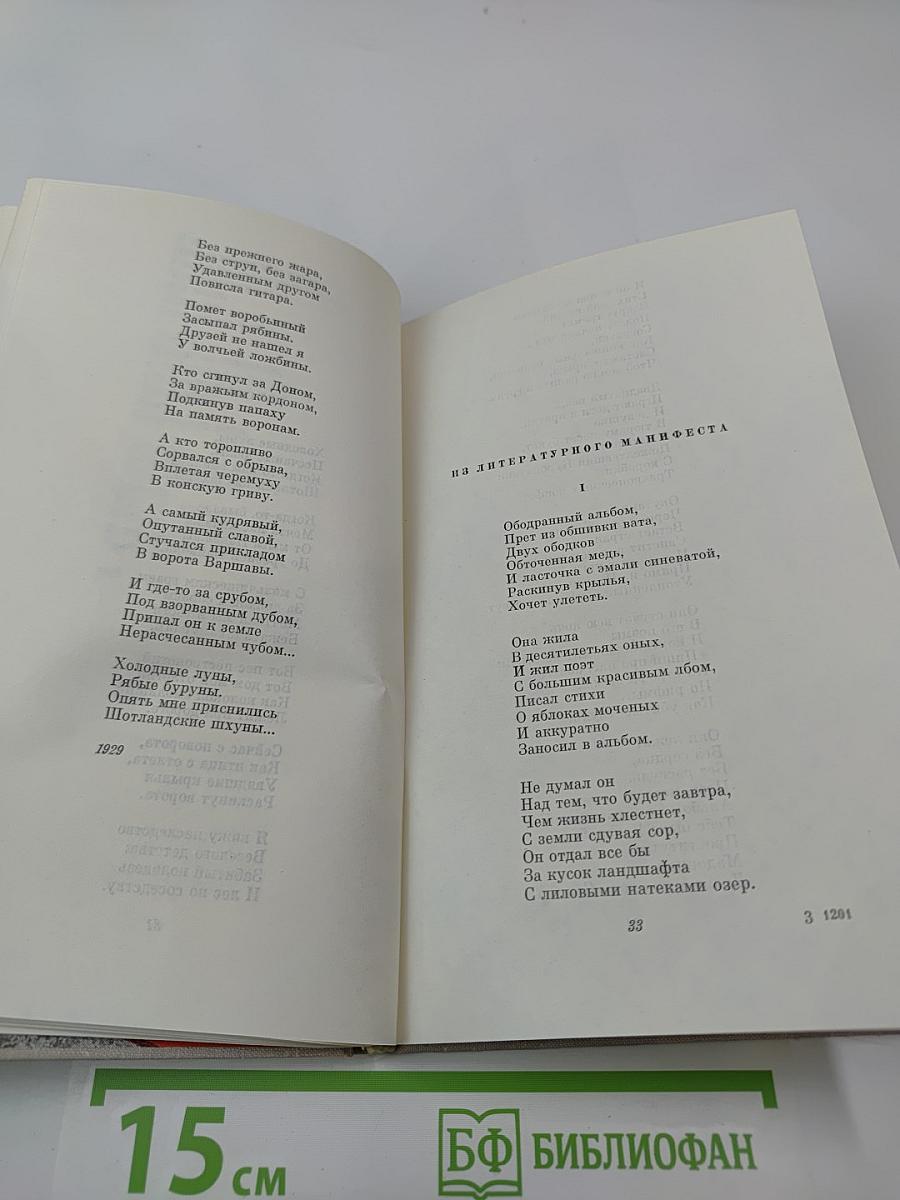 Без прежнего жара,
Без струн, без загара,
Удавленным другом
Повисла гитара.
Помет воробьиный
Засыпал рябины.
Друзей не нашел я
У волчьей ложбины.
Кто сгинул за Доном,
За вражьим кордоном,
Подкинув папаху
На память воронам.
А кто торопливо
Сорвался с обрыва,
Вплетая черемуху
В конскую гриву.
А самый кудрявый,
Опутанный славой,
Стучался прикладом
В ворота Варшавы.
И где-то за срубом,
Под взорванным дубом,
Припал он к земле
Нерасчесанным чубом...
Холодные луны,
Рябые буруны.
Опять мне приснились
Шотландские шхуны...
1929
ИЗ ЛИТЕРАТУРНОГО МАНИФЕСТА
I
Ободранный альбом,
Прет из обшивки вата,
Двух ободков
Обточенная медь,
И ласточка с эмали синеватой,
Раскинув крылья,
Хочет улететь.
Она жила
В десятилетьях оных,
И жил поэт
С большим красивым лбом,
Писал стихи
О яблоках моченых
И аккуратно
Заносил в альбом.
Не думал он
Над тем, что будет завтра,
Чем жизнь хлестнет,
С земли сдувая сор,
Он отдал все бы
За кусок ландшафта
С лиловыми натеками озер.
33
3 1201
15 см
БФ БИБЛИОФАН